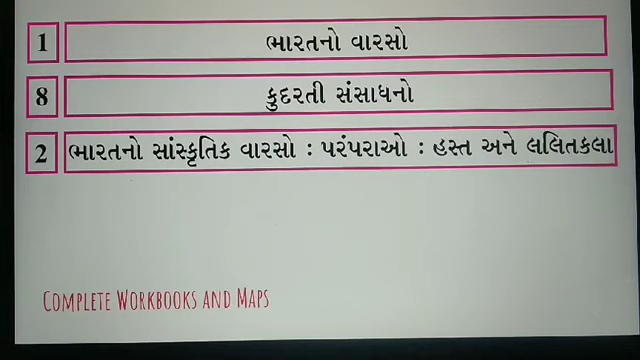 1 ભારતનો વારસો
8 કુદરતી સંસાધનો
2 ભારતનો સાંસ્કૃતિક વારસો : પરંપરાઓ : હસ્ત અને લલિતકલા
COMPLETE WORKBOOKS AND MAPS